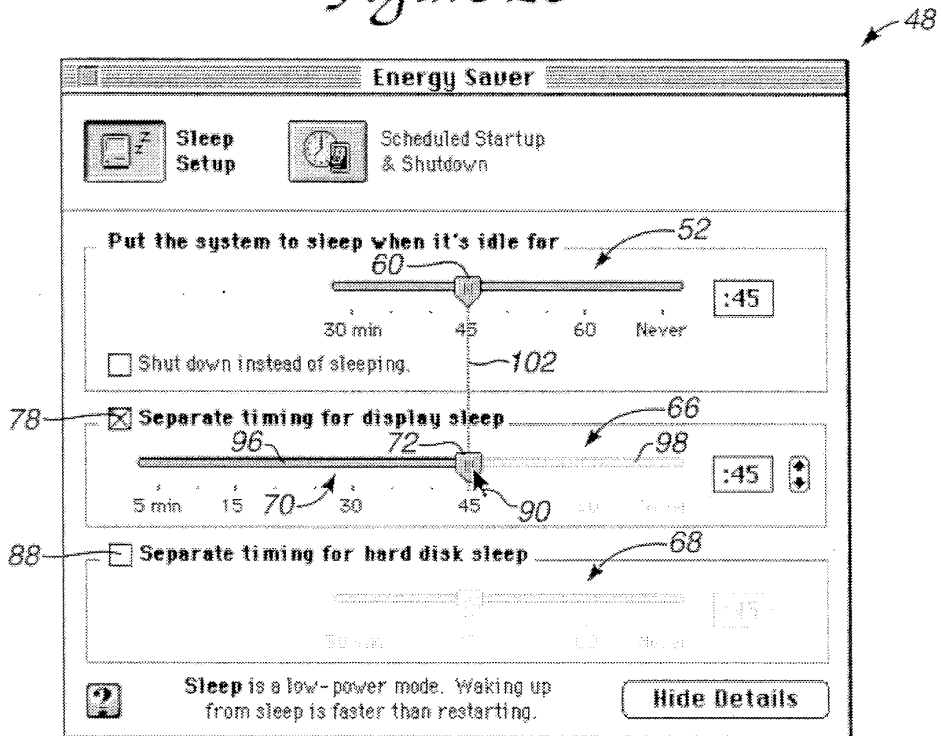 48
Energy Saver
Sleep Setup
Scheduled Startup & Shutdown
Put the system to sleep when it's idle for
52
60
:45
30 min 45 60 Never
Shut down instead of sleeping.
102
78
Separate timing for display sleep
66
96
72
98
:45
5 min 15 70 30 45 90
88
Separate timing for hard disk sleep
68
:45
Sleep is a low-power mode. Waking up
from sleep is faster than restarting.
Hide Details